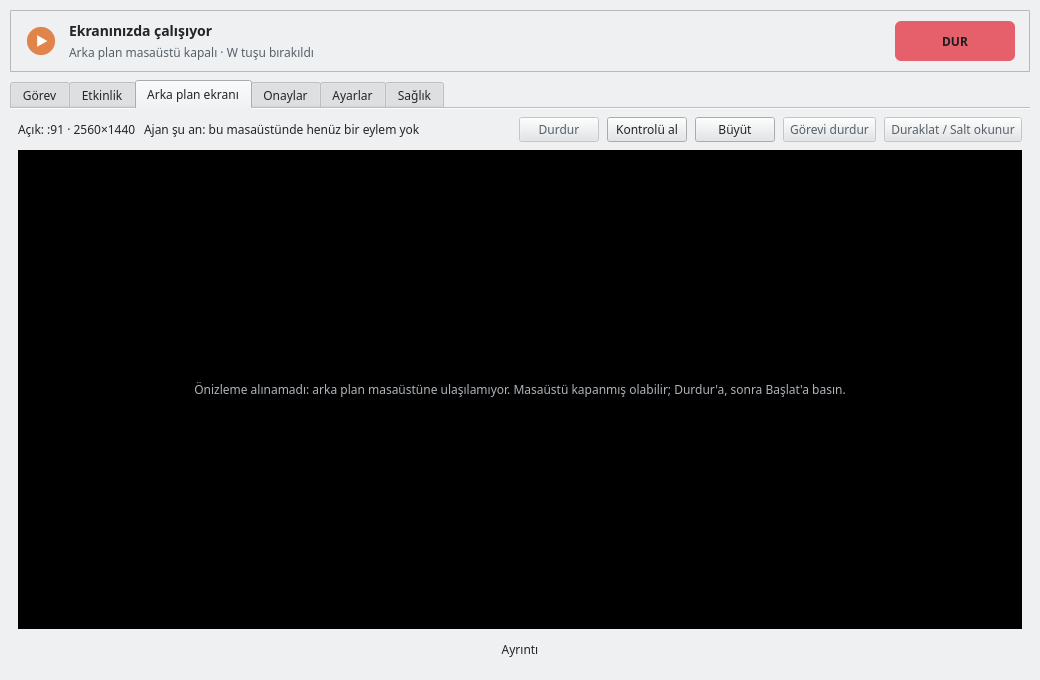 Ekranınızda çalışıyor
Arka plan masaüstü kapalı · W tuşu bırakıldı
DUR
Görev Etkinlik Arka plan ekranı Onaylar Ayarlar Sağlık
Açık: :91 · 2560×1440 Ajan şu an: bu masaüstünde henüz bir eylem yok Durdur Kontrolü al Büyüt Görevi durdur Duraklat / Salt okunur
Önizleme alınamadı: arka plan masaüstüne ulaşılamıyor. Masaüstü kapanmış olabilir; Durdur'a, sonra Başlat'a basın.
Ayrıntı